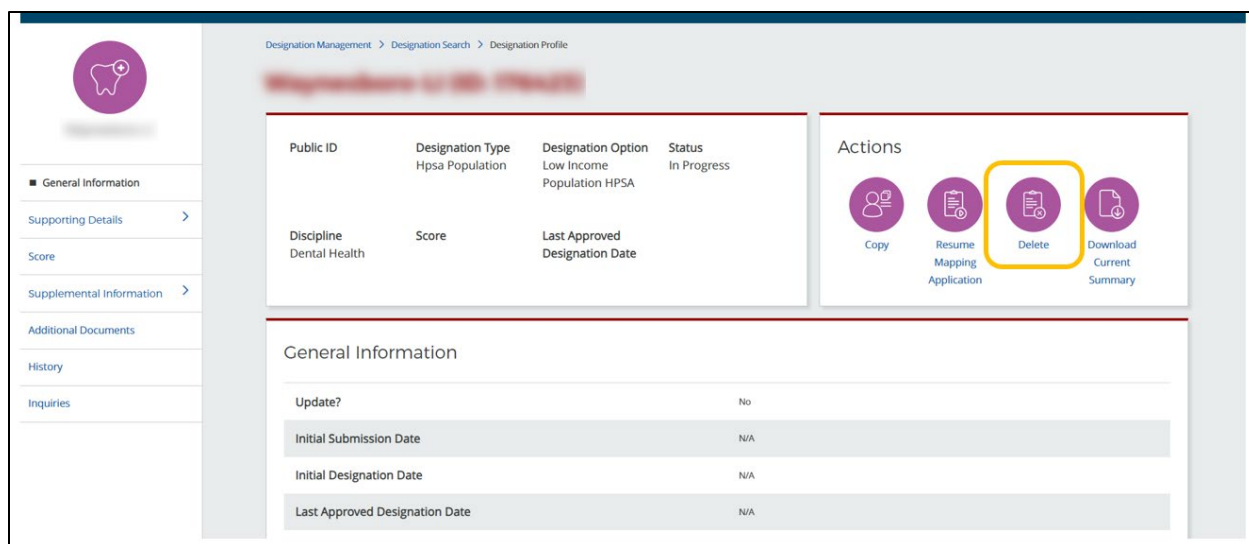 Designation Management > Designation Search > Designation Profile
■ General Information
Supporting Details >
Score
Supplemental Information >
Additional Documents
History
Inquiries
Public ID
Designation Type
Hpsa Population
Designation Option
Low Income
Population HPSA
Status
In Progress
Discipline
Dental Health
Score
Last Approved
Designation Date
Actions
Copy
Resume
Mapping
Application
Delete
Download
Current
Summary
General Information
Update? No
Initial Submission Date N/A
Initial Designation Date N/A
Last Approved Designation Date N/A